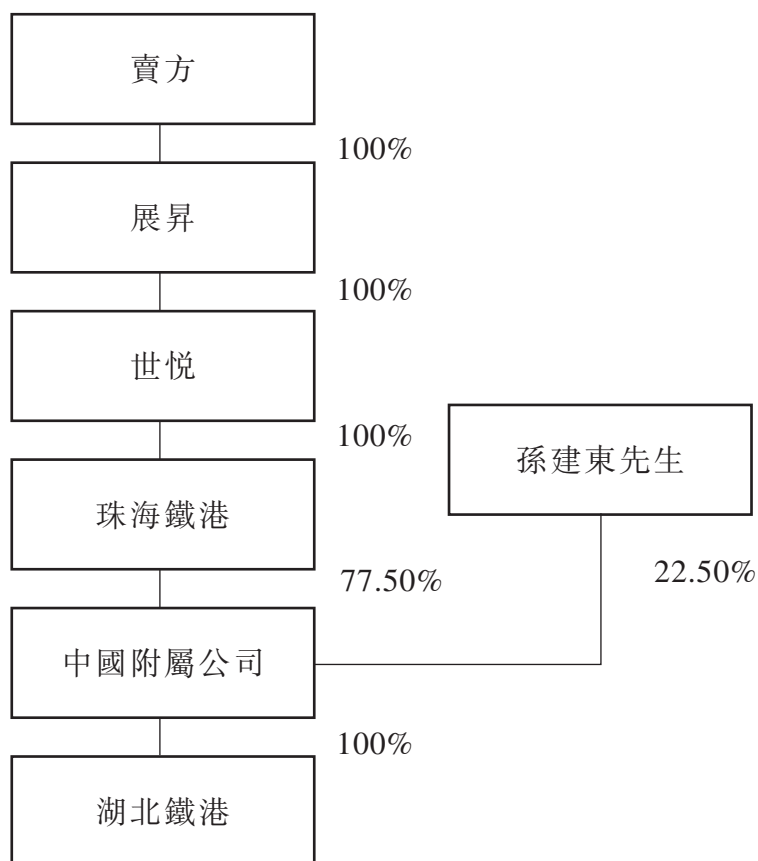 賣方
100%
展昇
100%
世悦
100%
孫建東先生
珠海鐵港
77.50%
22.50%
中國附屬公司
100%
湖北鐵港